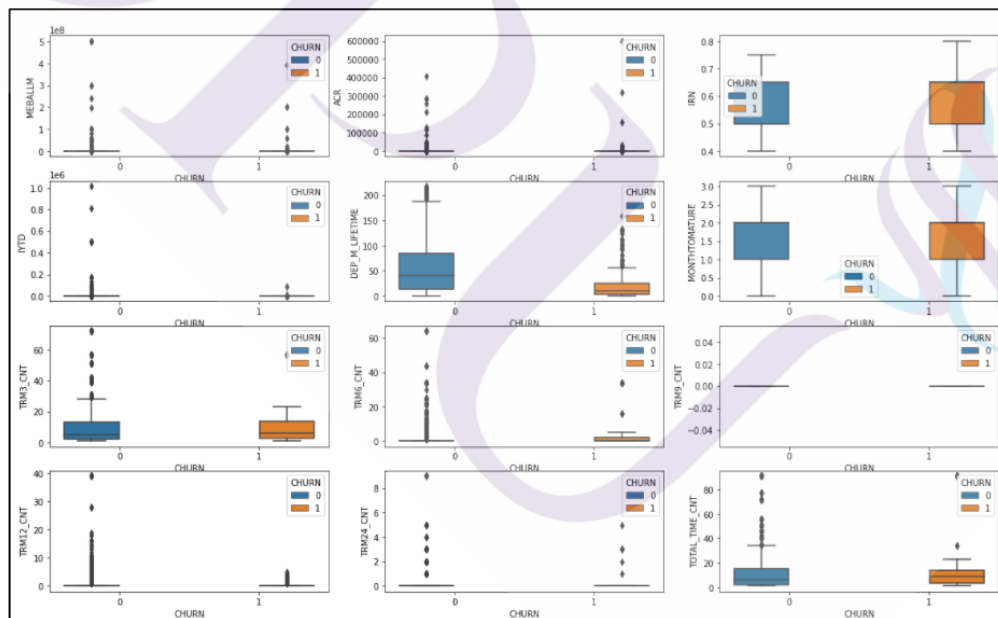 1e8
MEBALLM
5
4
3
2
1
0
CHURN
0
1
0 1
CHURN
ACR
600000
500000
400000
300000
200000
100000
0
CHURN
0
1
0 1
CHURN
IRN
0.8
0.7
0.6
0.5
0.4
CHURN
0
1
0 1
CHURN
1e6
IYTD
1.0
0.8
0.6
0.4
0.2
0.0
CHURN
0
1
0 1
CHURN
DEP_M_LIFETIME
200
150
100
50
0
CHURN
0
1
0 1
CHURN
MONTHTOMATURE
3.0
2.5
2.0
1.5
1.0
0.5
0.0
CHURN
0
1
0 1
CHURN
TRM3_CNT
60
40
20
0
CHURN
0
1
0 1
CHURN
TRM6_CNT
60
40
20
0
CHURN
0
1
0 1
CHURN
TRM9_CNT
0.04
0.02
0.00
−0.02
−0.04
CHURN
0
1
0 1
CHURN
TRM12_CNT
40
30
20
10
0
CHURN
0
1
0 1
CHURN
TRM24_CNT
8
6
4
2
0
CHURN
0
1
0 1
CHURN
TOTAL_TIME_CNT
80
60
40
20
0
CHURN
0
1
0 1
CHURN